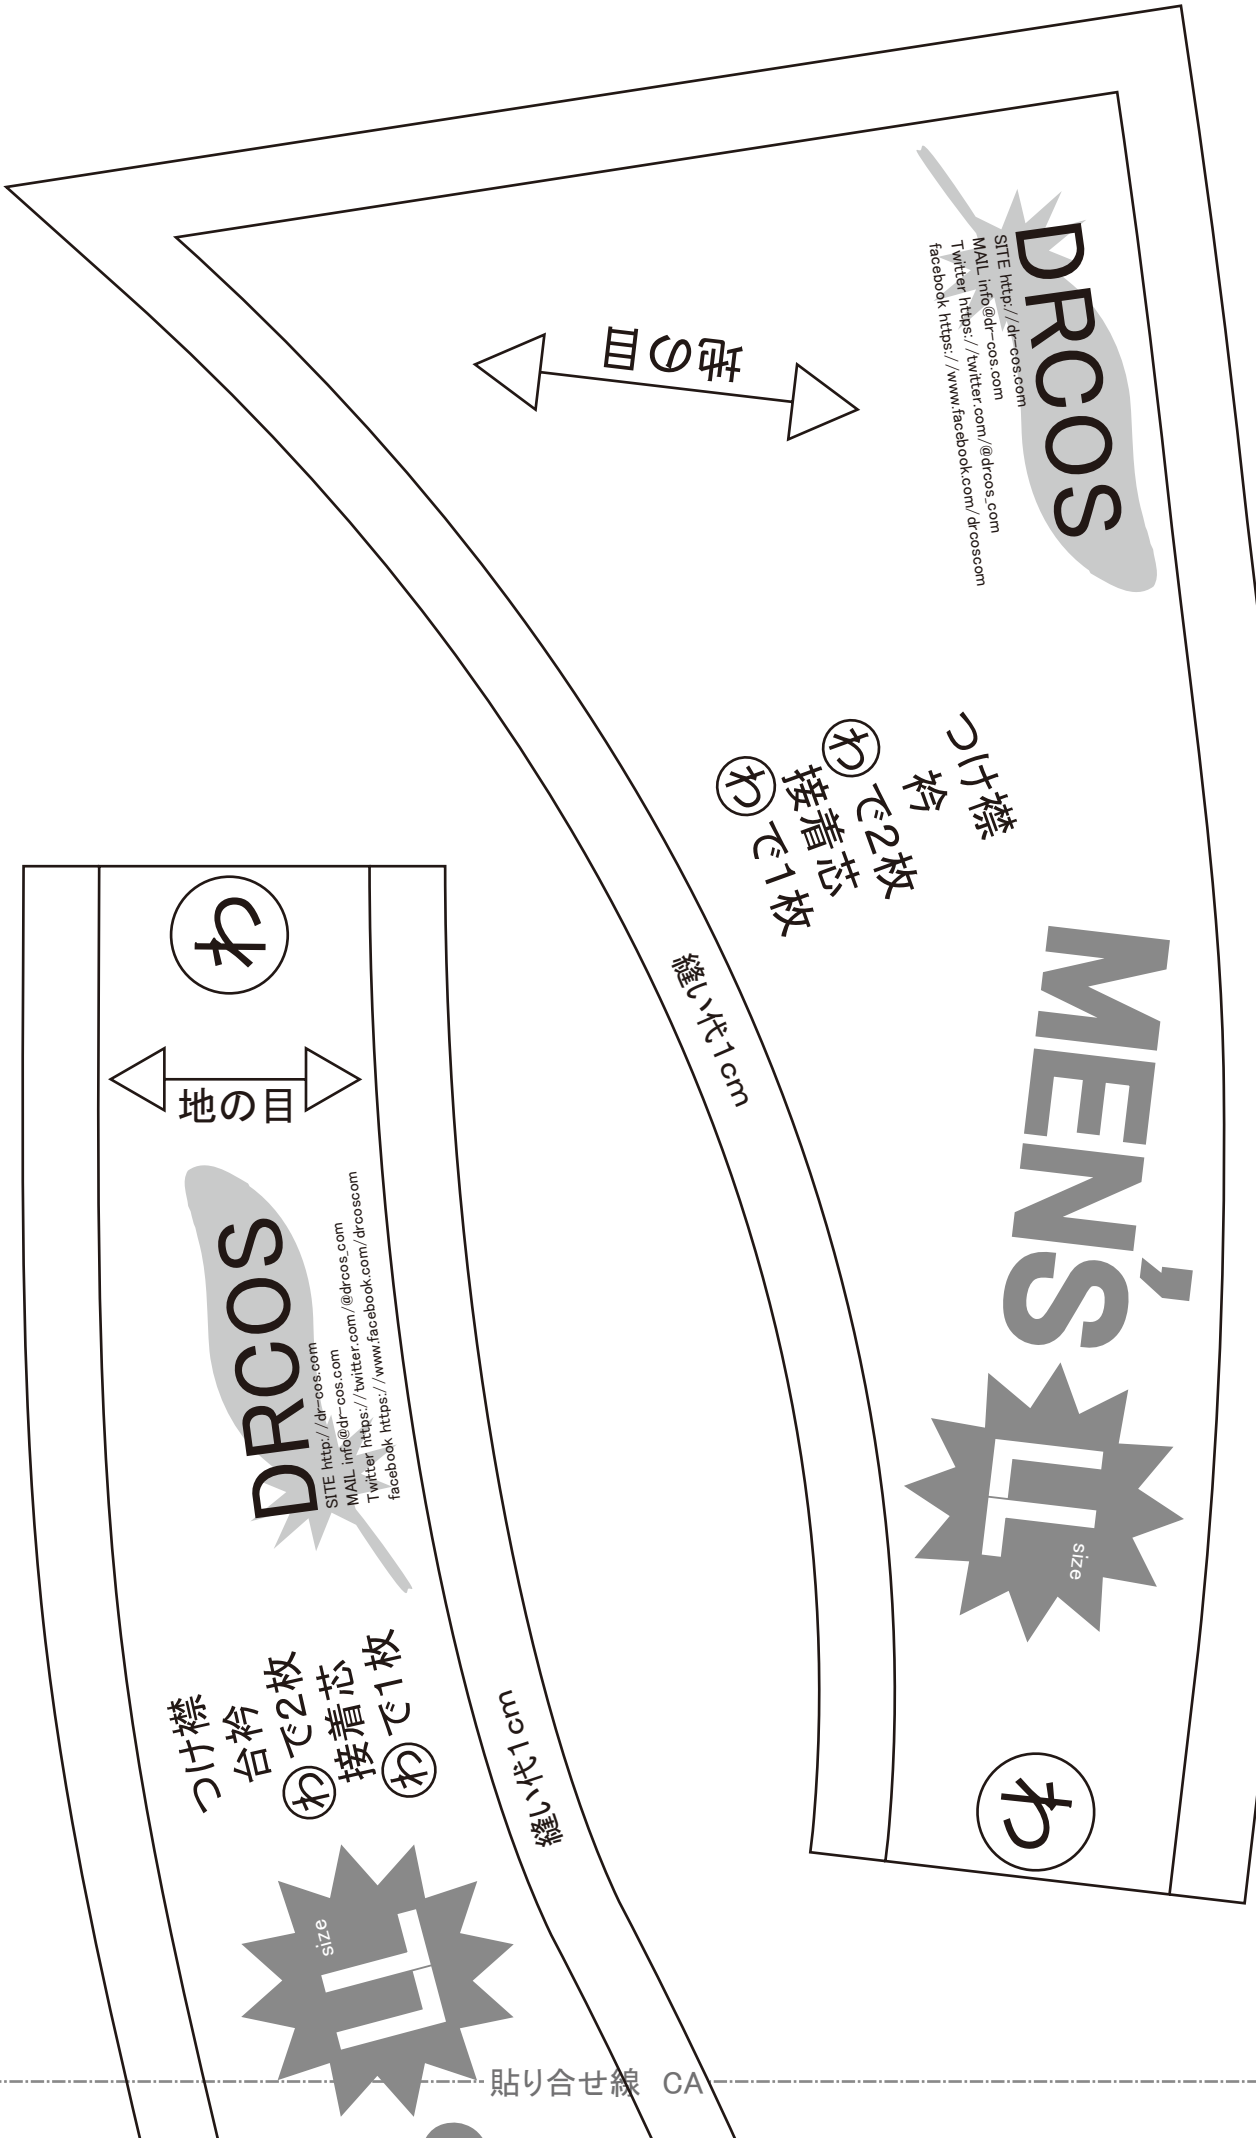 DRCOS
SITE http://dr-cos.com
MAIL info@dr-cos.com
Twitter https://twitter.com/@drcos_com
facebook https://www.facebook.com/drcoscom
地の目
つけ襟
衿
わで2枚
接着芯
わで1枚
縫い代1cm
MEN'S
LL
size
わ
わ
地の目
DRCOS
SITE http://dr-cos.com
MAIL info@dr-cos.com
Twitter https://twitter.com/@drcos_com
facebook https://www.facebook.com/drcoscom
つけ襟
台衿
わで2枚
接着芯
わで1枚
縫い代1cm
LL
size
貼り合せ線 CA